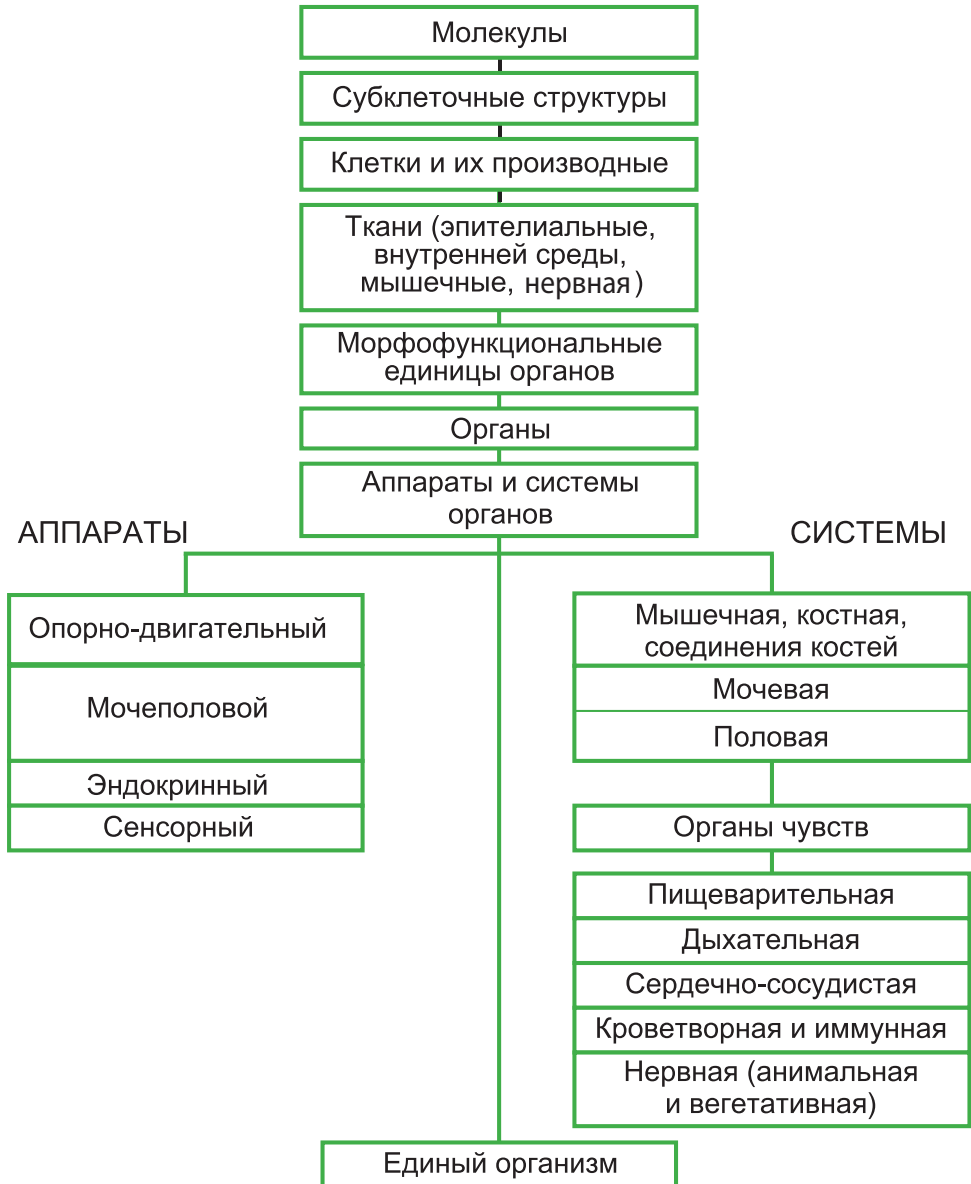 Молекулы
Субклеточные структуры
Клетки и их производные
Ткани (эпителиальные,
внутренней среды,
мышечные, нервная)
Морфофункциональные
единицы органов
Органы
Аппараты и системы
органов
АППАРАТЫ
Опорно-двигательный
Мочеполовой
Эндокринный
Сенсорный
СИСТЕМЫ
Мышечная, костная,
соединения костей
Мочевая
Половая
Органы чувств
Пищеварительная
Дыхательная
Сердечно-сосудистая
Кроветворная и иммунная
Нервная (анимальная
и вегетативная)
Единый организм